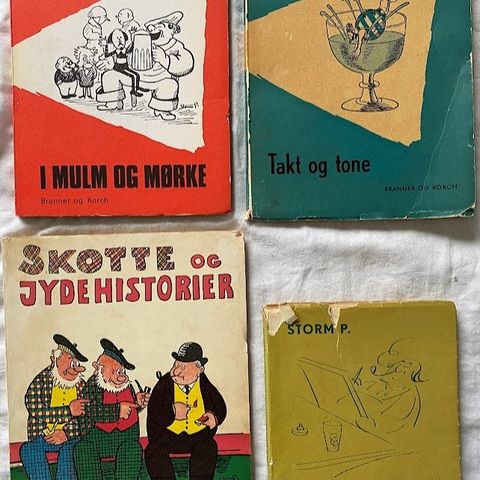 I MULM OG MØRKE
Branner og Korch
Takt og tone
BRANNER OG KORCH
SKOTTE OG
JYDEHISTORIER
STORM P.